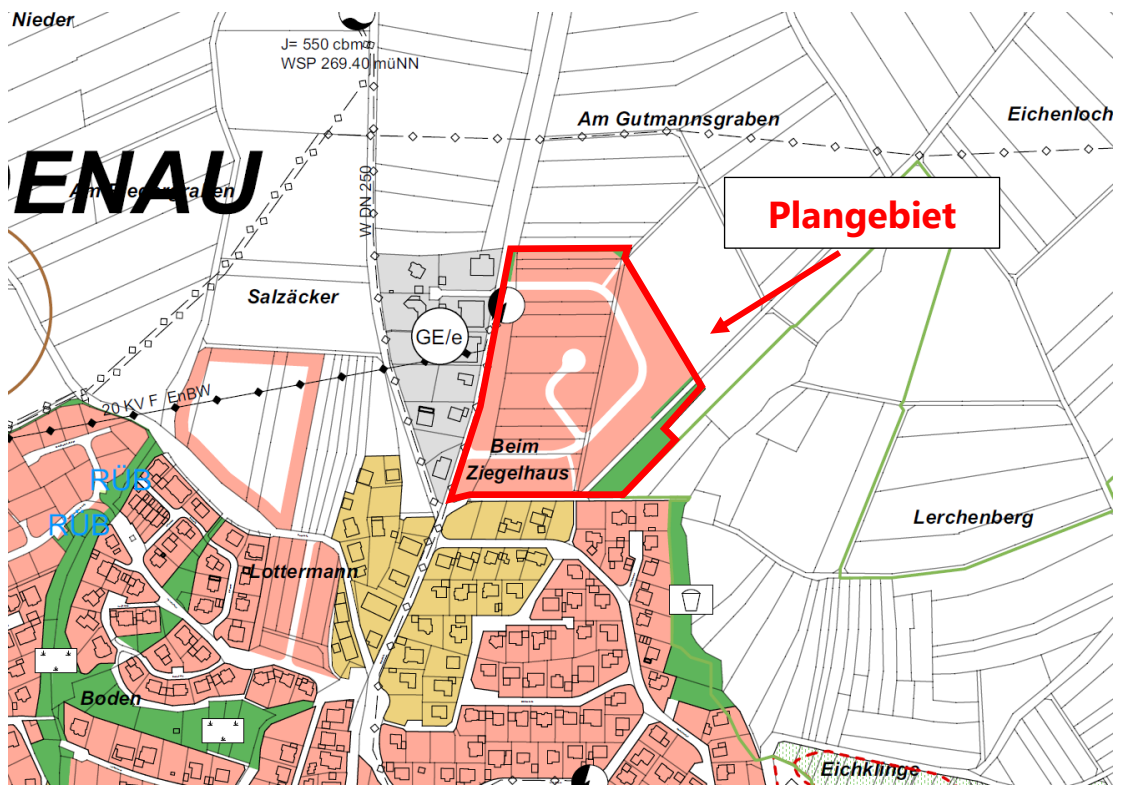 Nieder
J= 550 cbm
WSP 269.40 müNN
Am Gutmannsgraben
Eichenloch
ENAU
W DN 250
Plangebiet
Salzäcker
GE/e
20 KV F EnBW
Beim
Ziegelhaus
RÜB
RÜB
Lerchenberg
Lottermann
Boden
Eichklinge